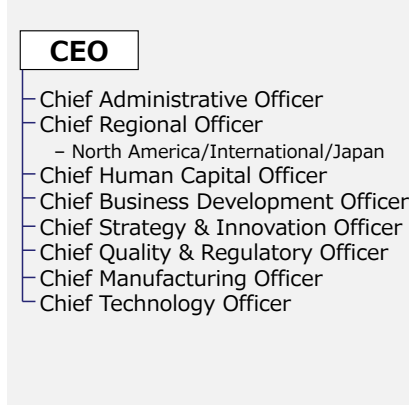 CEO
Chief Administrative Officer
Chief Regional Officer
– North America/International/Japan
Chief Human Capital Officer
Chief Business Development Officer
Chief Strategy & Innovation Officer
Chief Quality & Regulatory Officer
Chief Manufacturing Officer
Chief Technology Officer